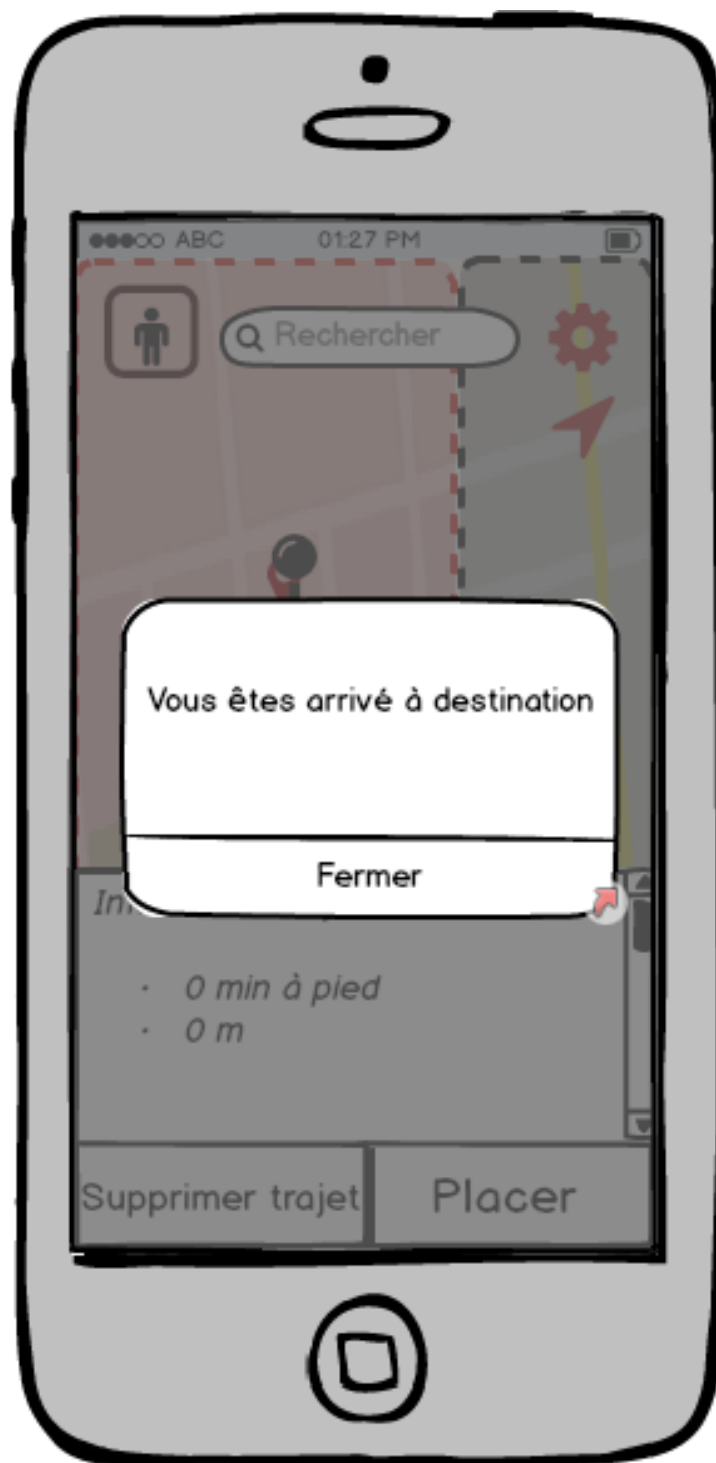 ABC 01:27 PM
Rechercher
Vous êtes arrivé à destination
Fermer
· 0 min à pied
· 0 m
Supprimer trajet Placer